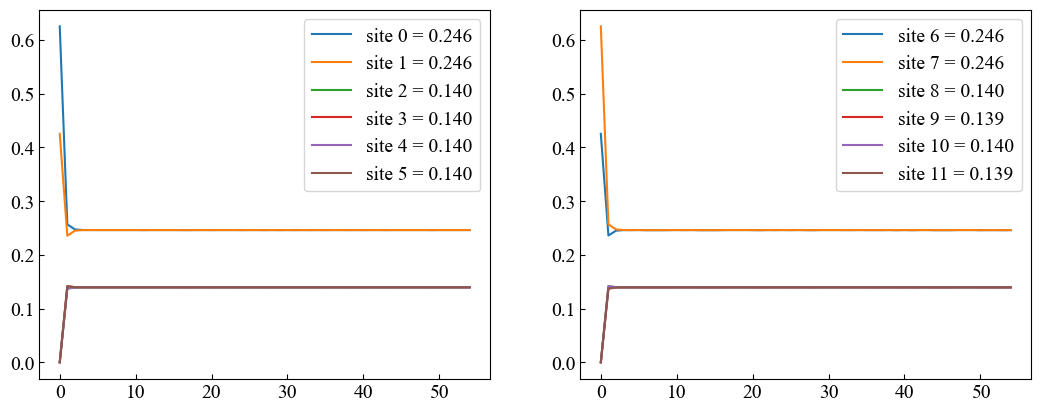 0.6
0.5
0.4
0.3
0.2
0.1
0.0
0 10 20 30 40 50
site 0 = 0.246
site 1 = 0.246
site 2 = 0.140
site 3 = 0.140
site 4 = 0.140
site 5 = 0.140
0.6
0.5
0.4
0.3
0.2
0.1
0.0
0 10 20 30 40 50
site 6 = 0.246
site 7 = 0.246
site 8 = 0.140
site 9 = 0.139
site 10 = 0.140
site 11 = 0.139